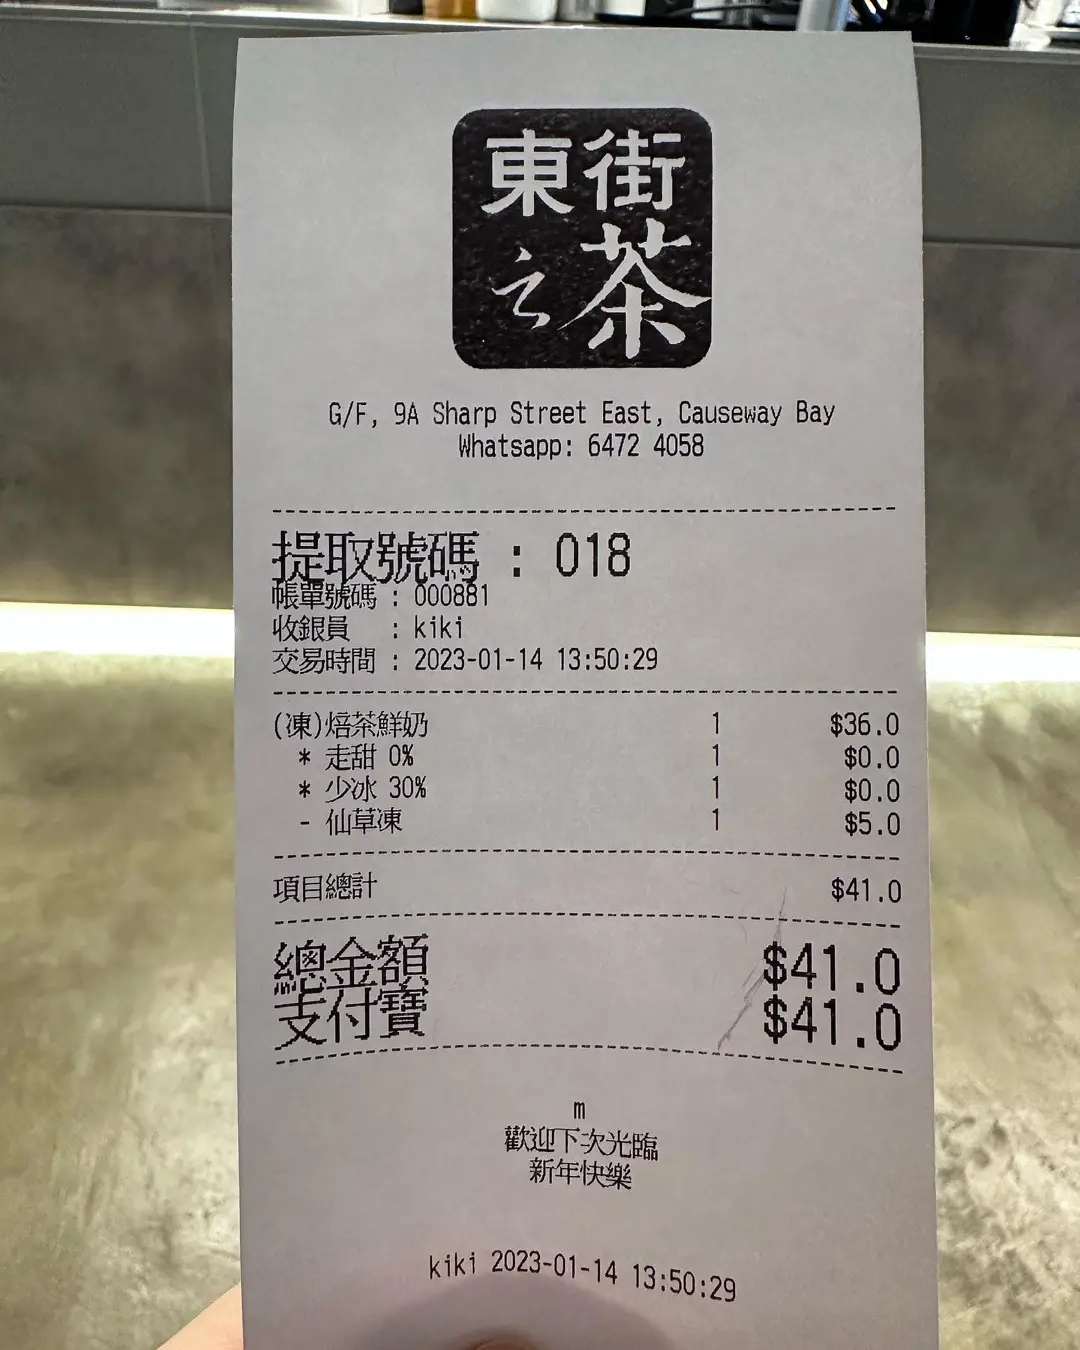 東街
之茶
G/F, 9A Sharp Street East, Causeway Bay
Whatsapp: 6472 4058
提取號碼 : 018
帳單號碼 : 000881
收銀員 : kiki
交易時間 : 2023-01-14 13:50:29
(凍)焙茶鮮奶 1 $36.0
* 走甜 0% 1 $0.0
* 少冰 30% 1 $0.0
- 仙草凍 1 $5.0
項目總計 $41.0
總金額 $41.0
支付寶 $41.0
m
歡迎下次光臨
新年快樂
kiki 2023-01-14 13:50:29